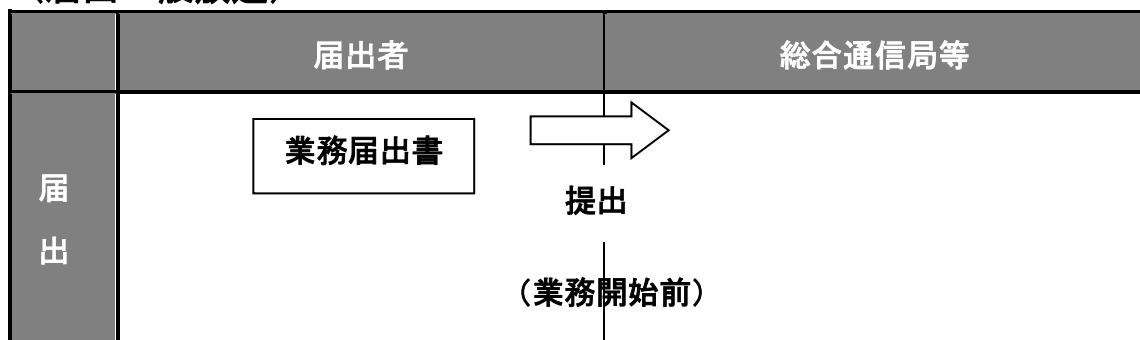 届出者
総合通信局等
届
出
業務届出書
提出
（業務開始前）